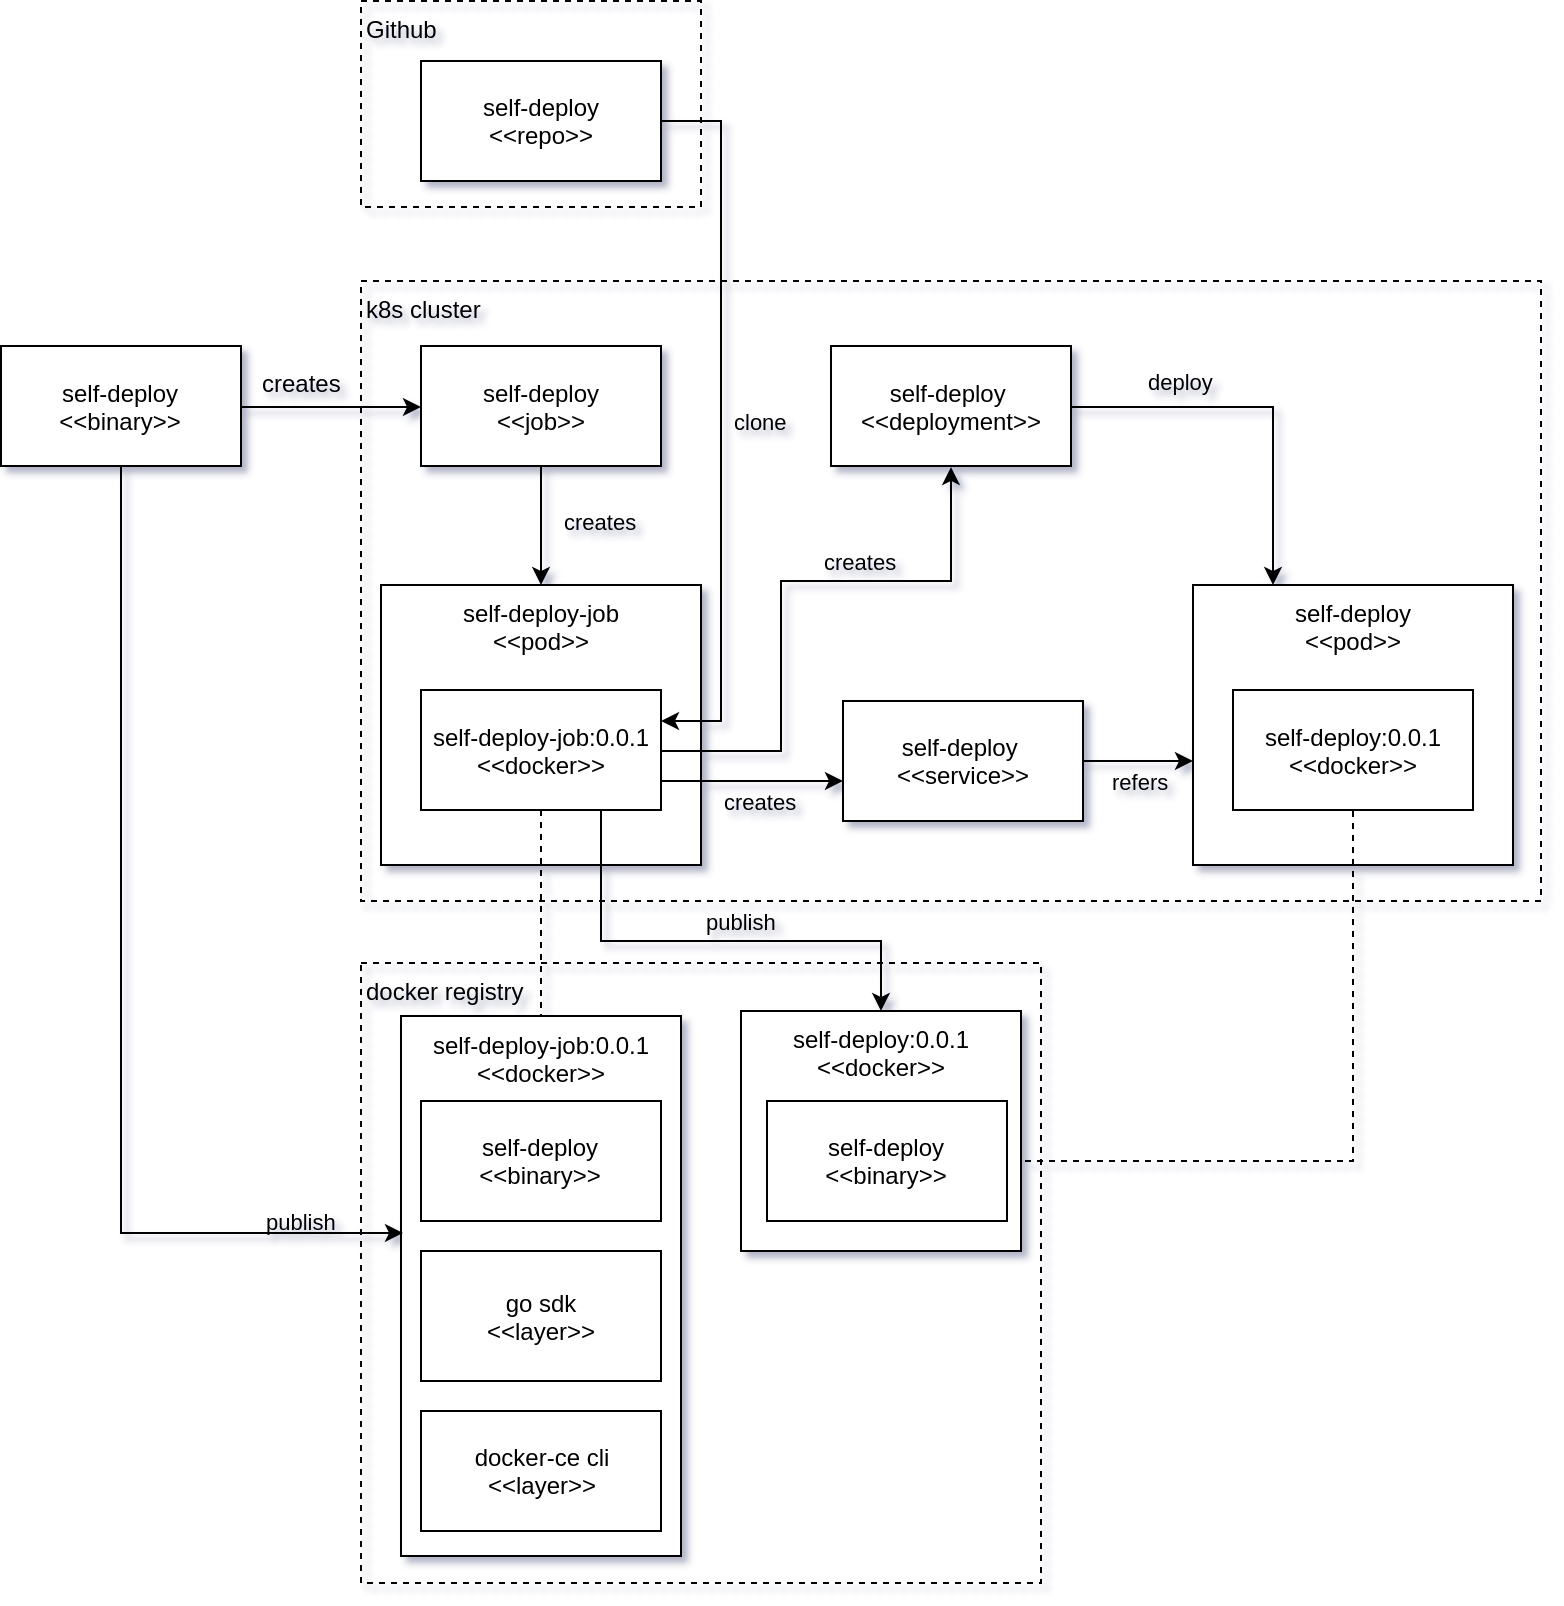 Github
self-deploy
<<repo>>
k8s cluster
self-deploy
<<binary>>
creates
self-deploy
<<job>>
clone
self-deploy
<<deployment>>
deploy
creates
creates
self-deploy-job
<<pod>>
self-deploy-job:0.0.1
<<docker>>
creates
self-deploy
<<service>>
refers
self-deploy
<<pod>>
self-deploy:0.0.1
<<docker>>
publish
docker registry
self-deploy-job:0.0.1
<<docker>>
self-deploy
<<binary>>
go sdk
<<layer>>
docker-ce cli
<<layer>>
self-deploy:0.0.1
<<docker>>
self-deploy
<<binary>>
publish